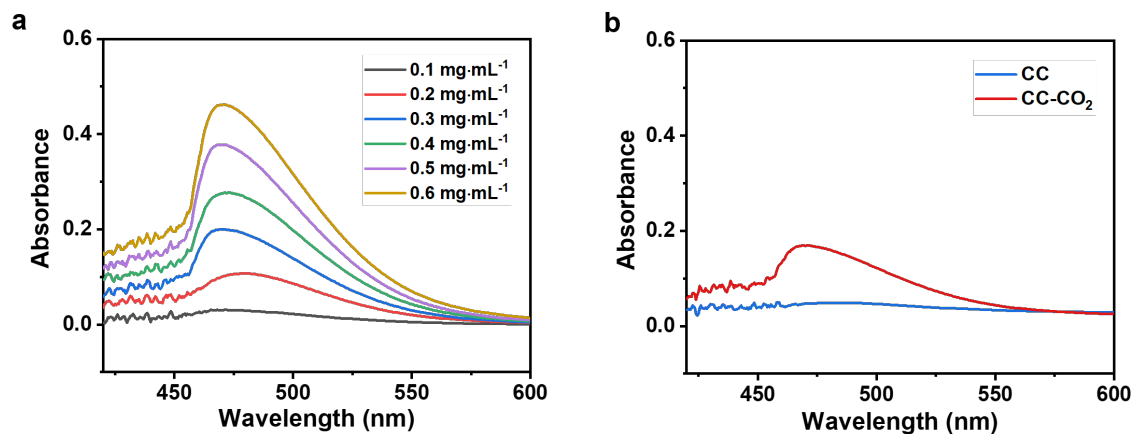 a
0.6
0.4
0.2
0.0
Absorbance
450
500
550
600
Wavelength (nm)
0.1 mg·mL⁻¹
0.2 mg·mL⁻¹
0.3 mg·mL⁻¹
0.4 mg·mL⁻¹
0.5 mg·mL⁻¹
0.6 mg·mL⁻¹
b
0.6
0.4
0.2
0.0
Absorbance
450
500
550
600
Wavelength (nm)
CC
CC-CO₂